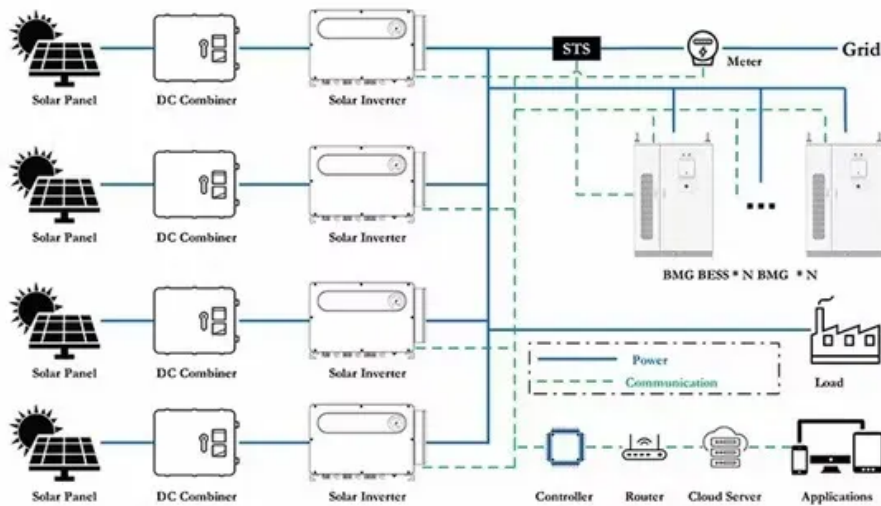 STS
Meter
Grid
Solar Panel
DC Combiner
Solar Inverter
Solar Panel
DC Combiner
Solar Inverter
BMG BESS * N BMG * N
Solar Panel
DC Combiner
Solar Inverter
Power
Communication
Load
Solar Panel
DC Combiner
Solar Inverter
Controller
Router
Cloud Server
Applications